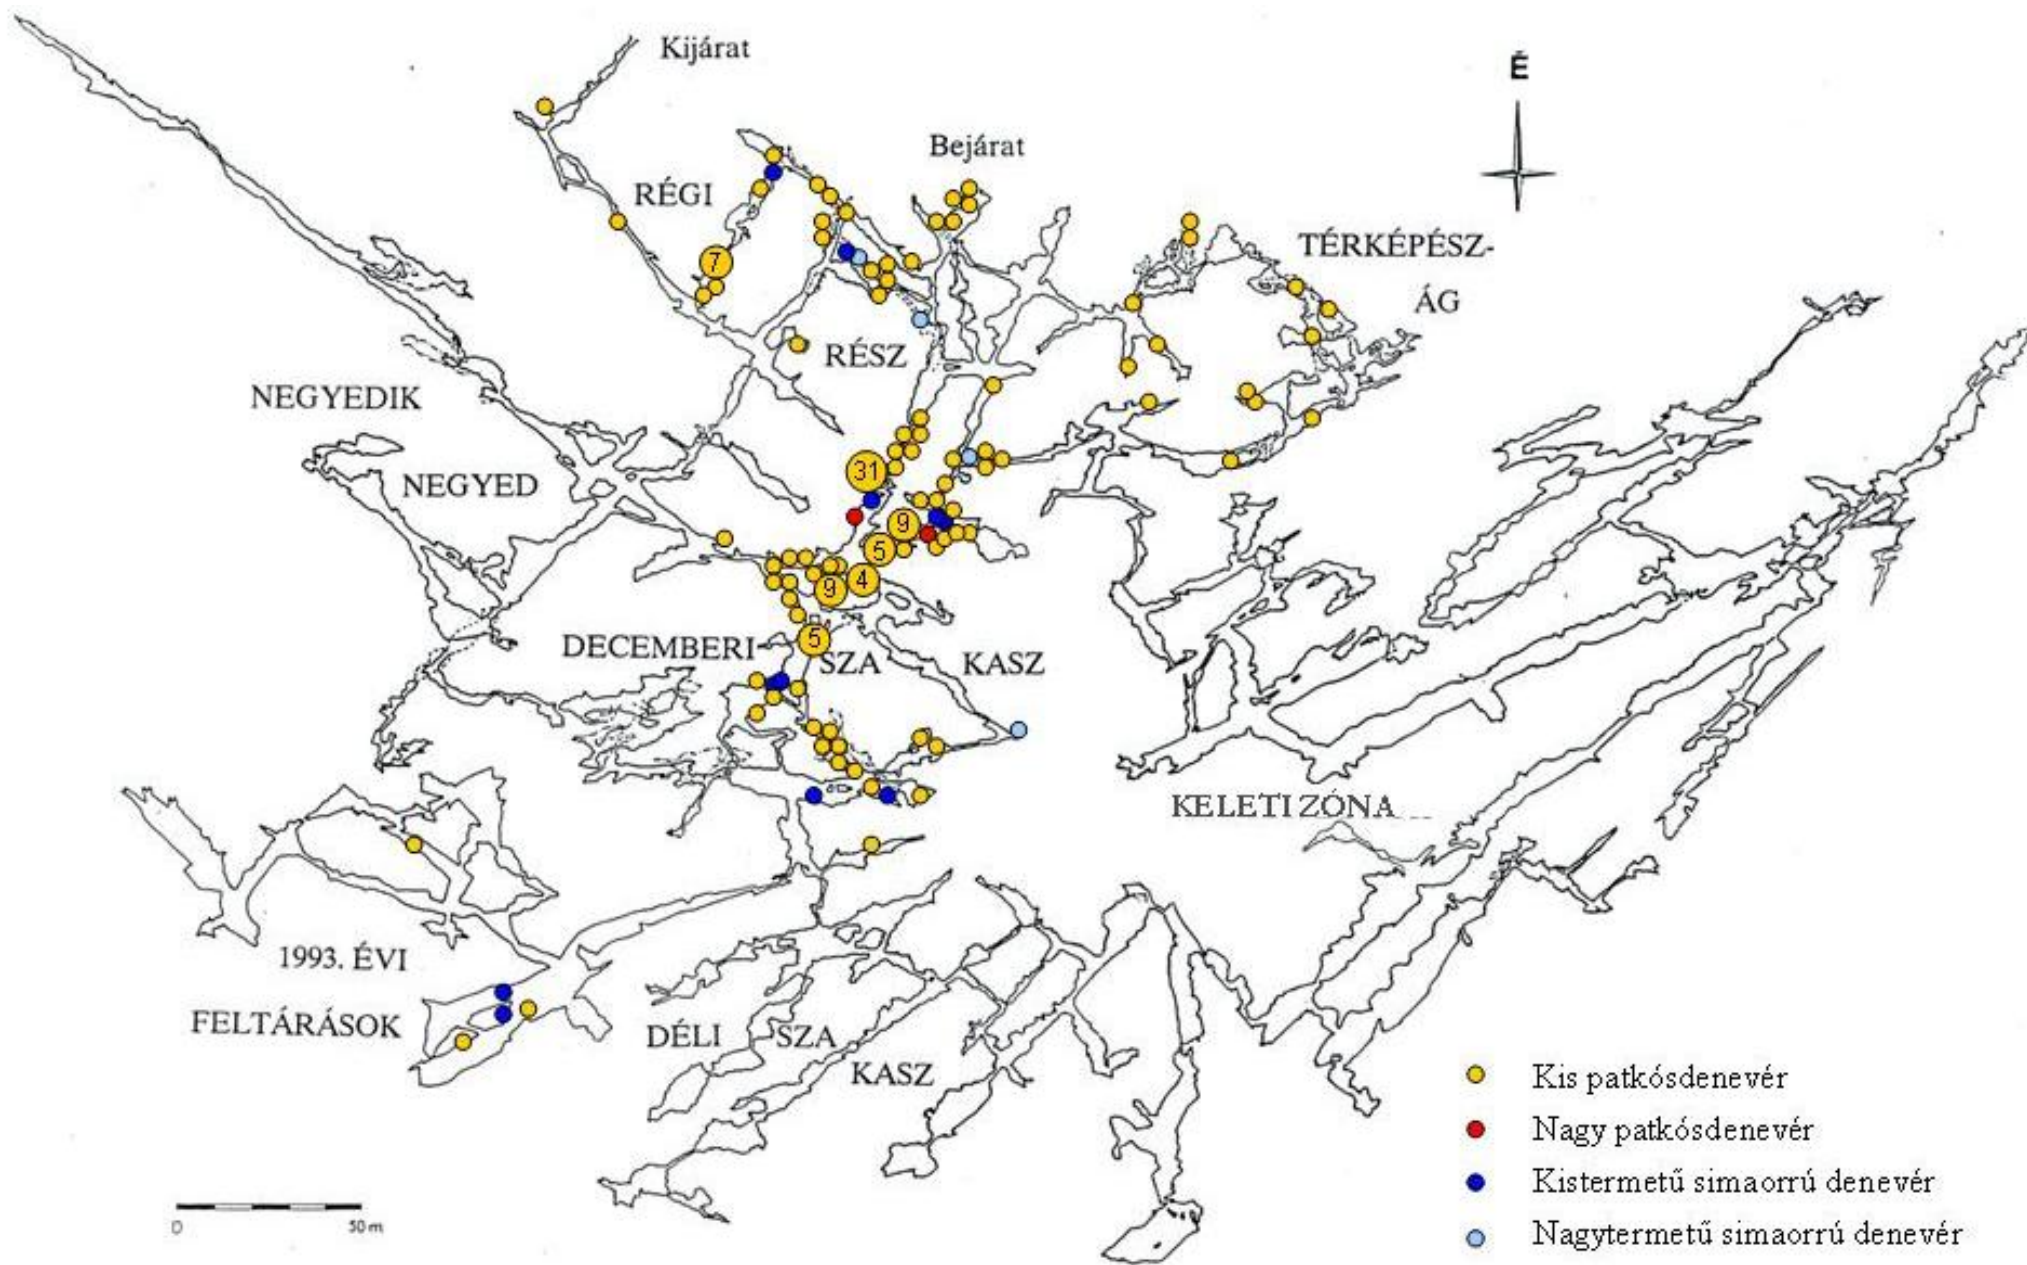 Kijárat
É
Bejárat
RÉGI
TÉRKÉPÉSZ-
7
ÁG
RÉSZ
NEGYEDIK
31
NEGYED
9
5
4
9
5
DECEMBERI
SZA
KASZ
KELETI ZÓNA
1993. ÉVI
FELTÁRÁSOK
DÉLI
SZA
KASZ
Kis patkósdenevér
Nagy patkósdenevér
Kistermetű simaorrú denevér
Nagytermetű simaorrú denevér
0 50 m